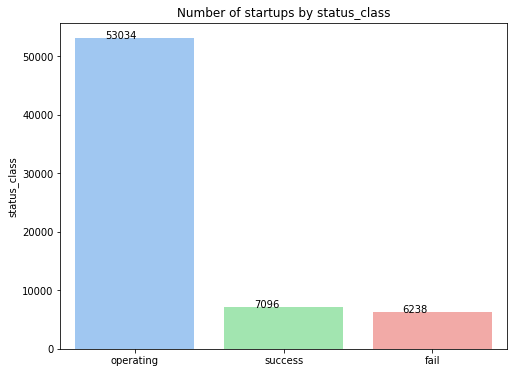 Number of startups by status_class
status_class
50000
40000
30000
20000
10000
0
53034
7096
6238
operating
success
fail